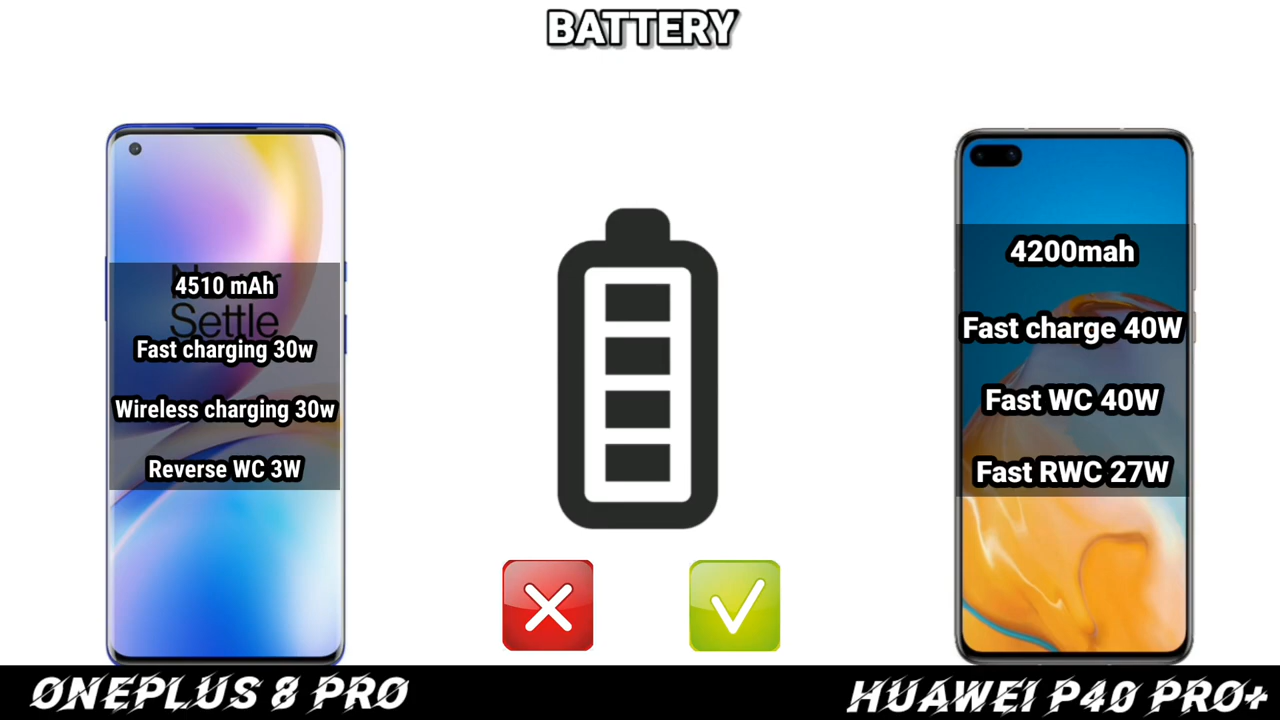 BATTERY
4510 mAh
Settle
Fast charging 30w
Wireless charging 30w
Reverse WC 3W
4200mah
Fast charge 40W
Fast WC 40W
Fast RWC 27W
ONEPLUS 8 PRO
HUAWEI P40 PRO+